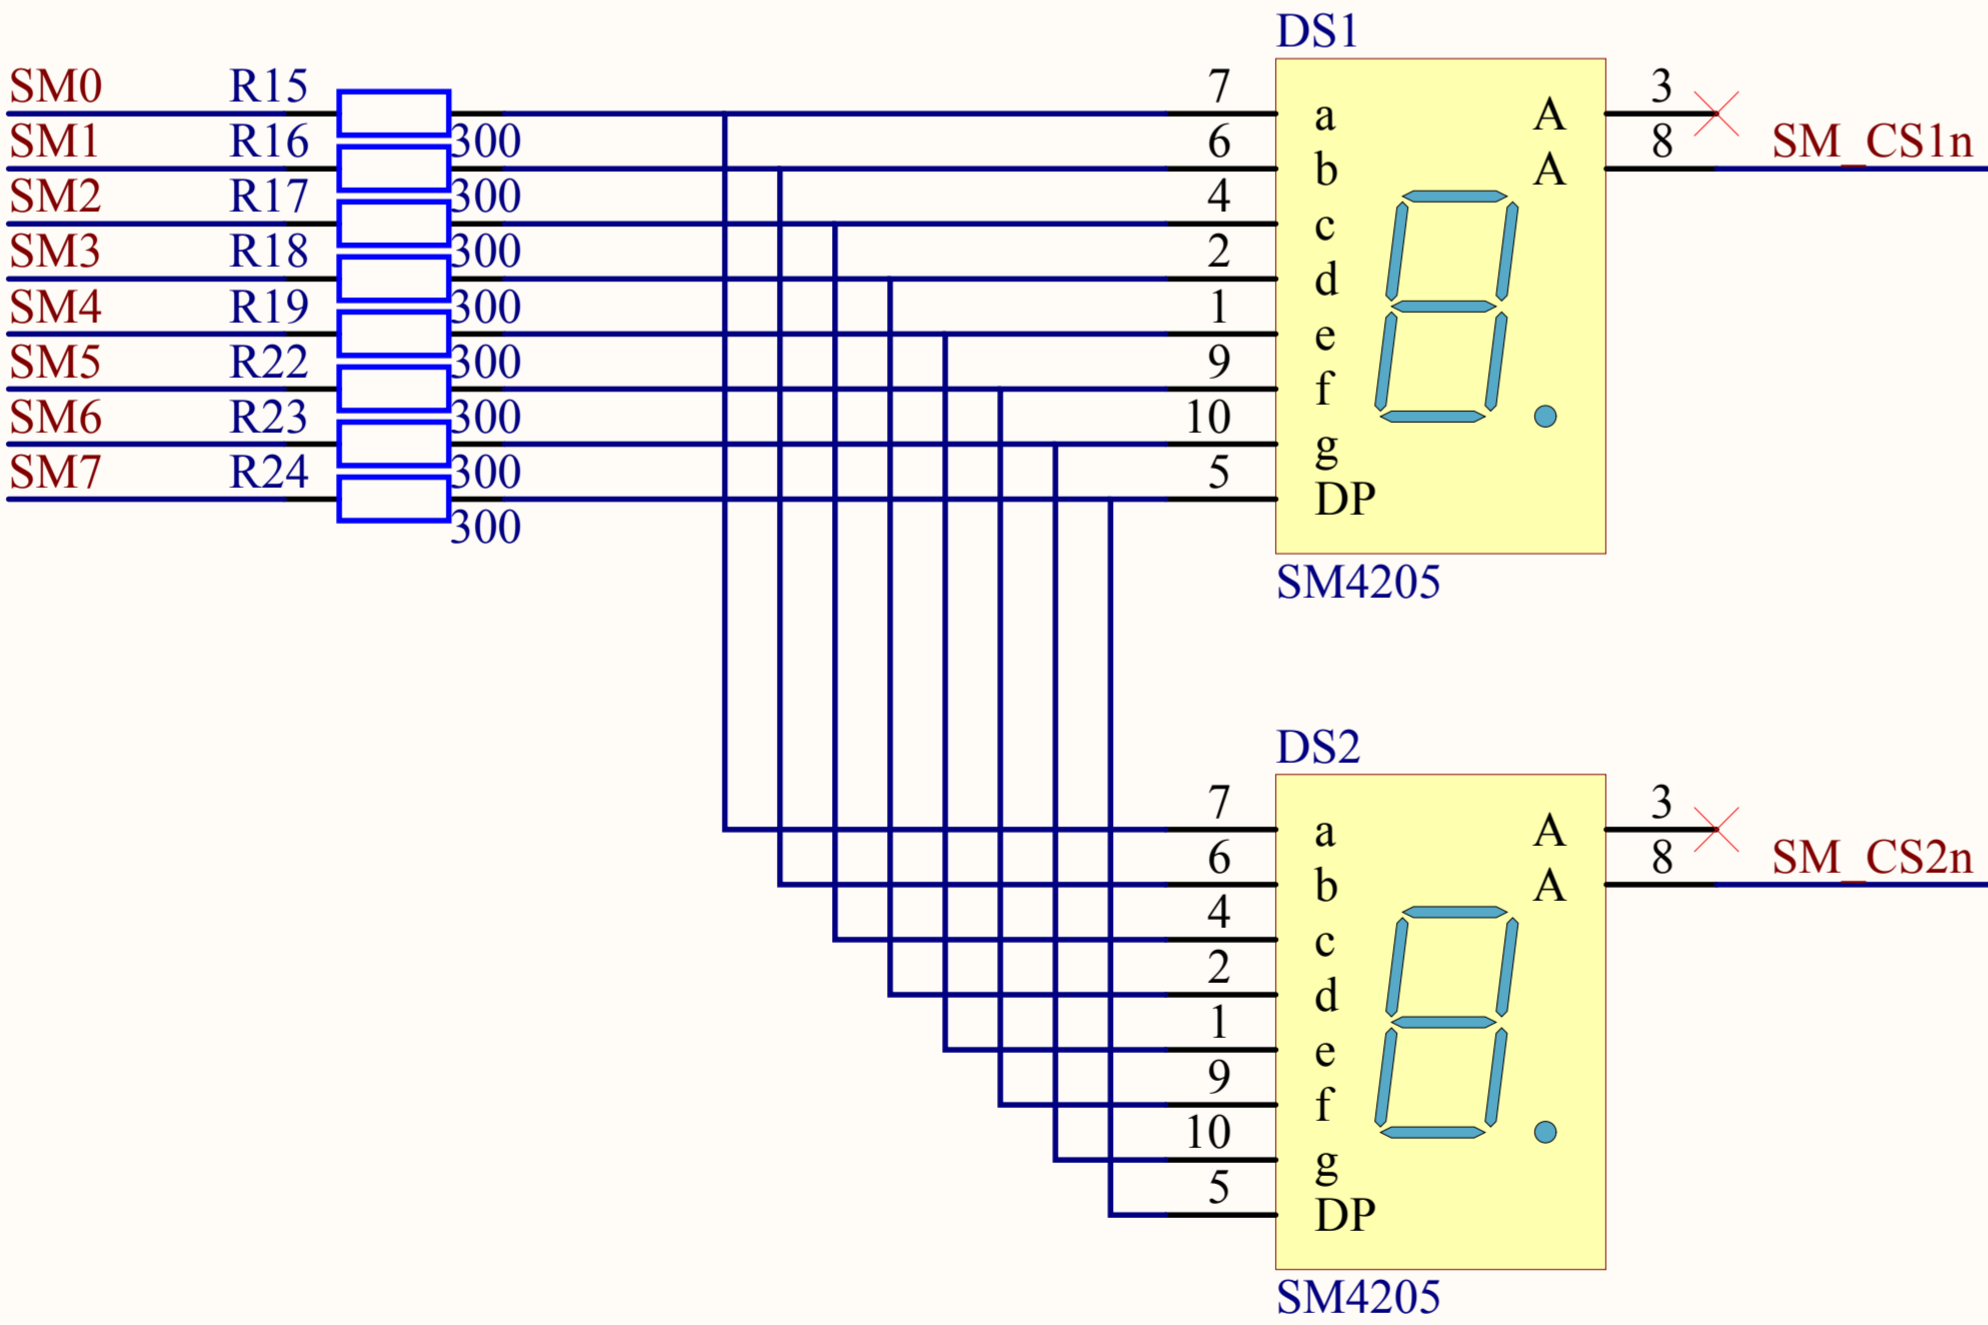 DS1
SM0 R15 7 a A 3
SM1 R16 300 6 b A 8 SM_CS1n
SM2 R17 300 4 c
SM3 R18 300 2 d
SM4 R19 300 1 e
SM5 R22 300 9 f
SM6 R23 300 10 g
SM7 R24 300 5 DP
300
SM4205
DS2
7 a A 3
6 b A 8 SM_CS2n
4 c
2 d
1 e
9 f
10 g
5 DP
SM4205